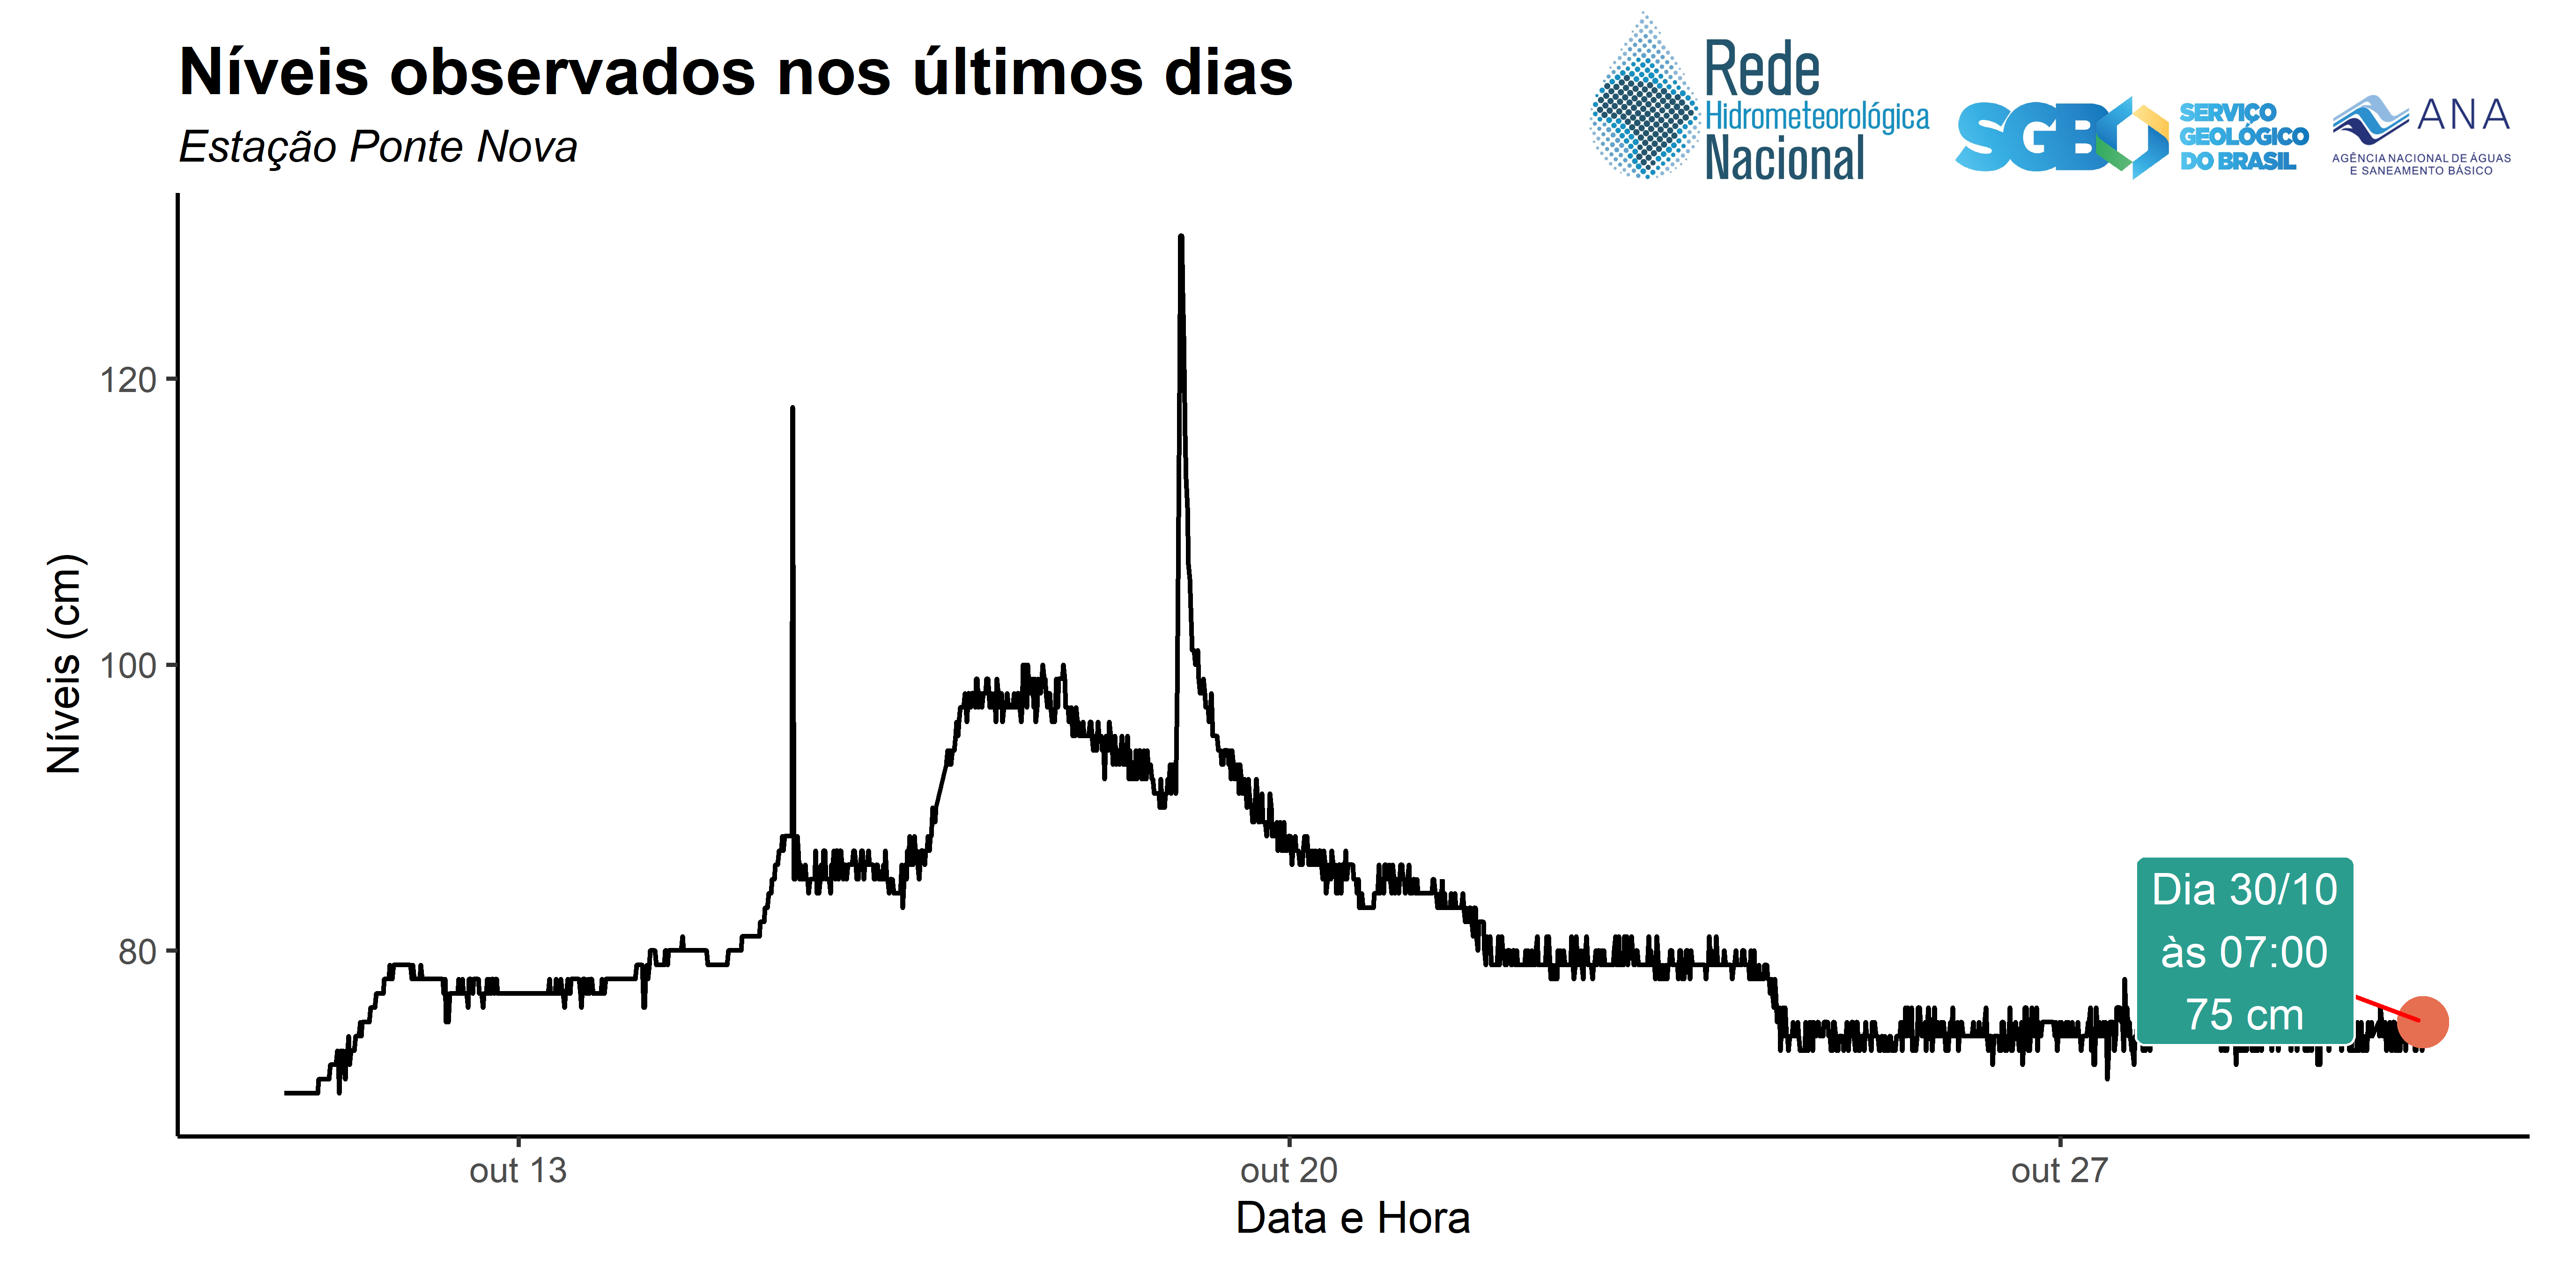 Níveis observados nos últimos dias
Estação Ponte Nova
Rede
Hidrometeorológica
Nacional
SGB
SERVIÇO
GEOLÓGICO
DO BRASIL
ANA
AGÊNCIA NACIONAL DE ÁGUAS
E SANEAMENTO BÁSICO
Níveis (cm)
120
100
80
Dia 30/10
às 07:00
75 cm
out 13
out 20
out 27
Data e Hora